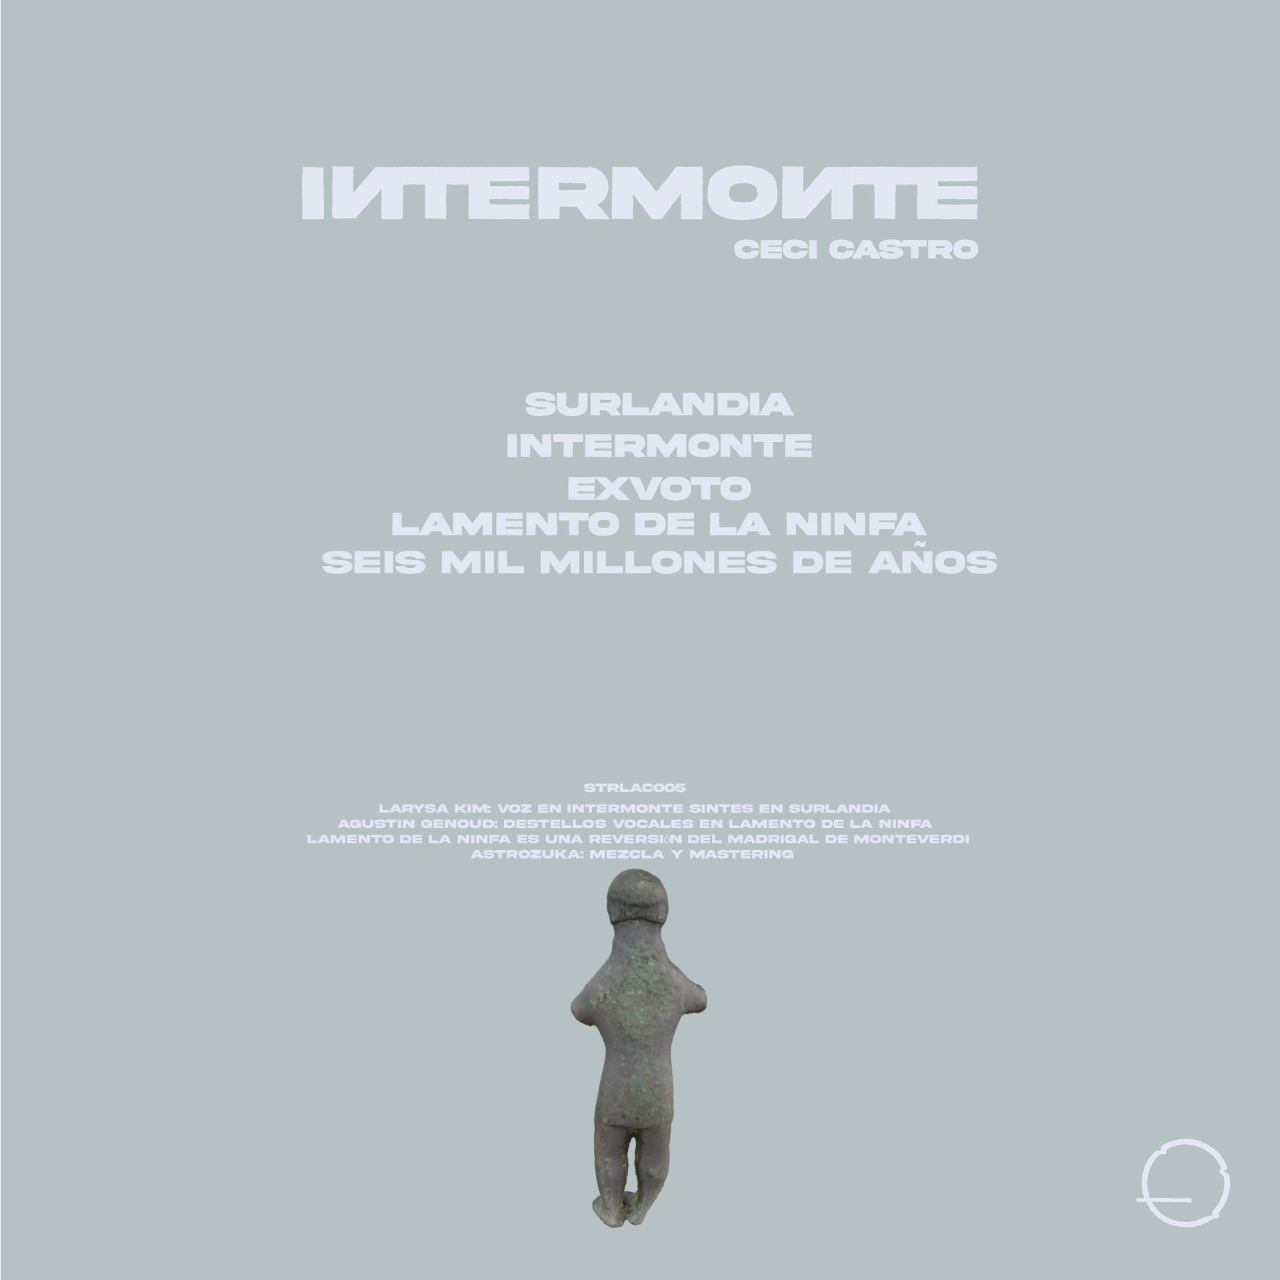 INTERMONTE
CECI CASTRO
SURLANDIA
INTERMONTE
EXVOTO
LAMENTO DE LA NINFA
SEIS MIL MILLONES DE AÑOS
STRLAC005
LARYSA KIM: VOZ EN INTERMONTE SINTES EN SURLANDIA
AGUSTIN GENOUD: DESTELLOS VOCALES EN LAMENTO DE LA NINFA
LAMENTO DE LA NINFA ES UNA REVERSIÓN DEL MADRIGAL DE MONTEVERDI
ASTROZUKA: MEZCLA Y MASTERING